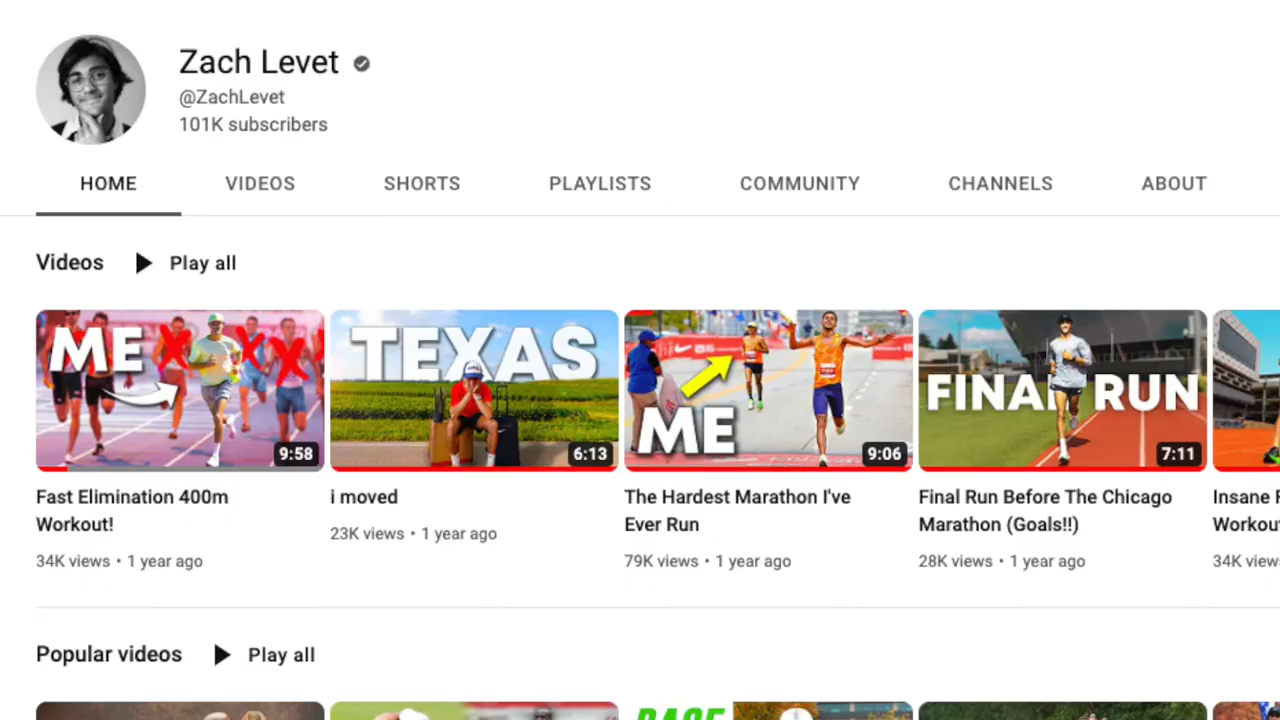 Zach Levet
@ZachLevet
101K subscribers
HOME VIDEOS SHORTS PLAYLISTS COMMUNITY CHANNELS ABOUT
Videos Play all
ME
9:58
TEXAS
6:13
ME
9:06
FINAL RUN
7:11
Fast Elimination 400m
Workout!
34K views • 1 year ago
i moved
23K views • 1 year ago
The Hardest Marathon I've
Ever Run
79K views • 1 year ago
Final Run Before The Chicago
Marathon (Goals!!)
28K views • 1 year ago
Insane
34K
Popular videos Play all
RACE